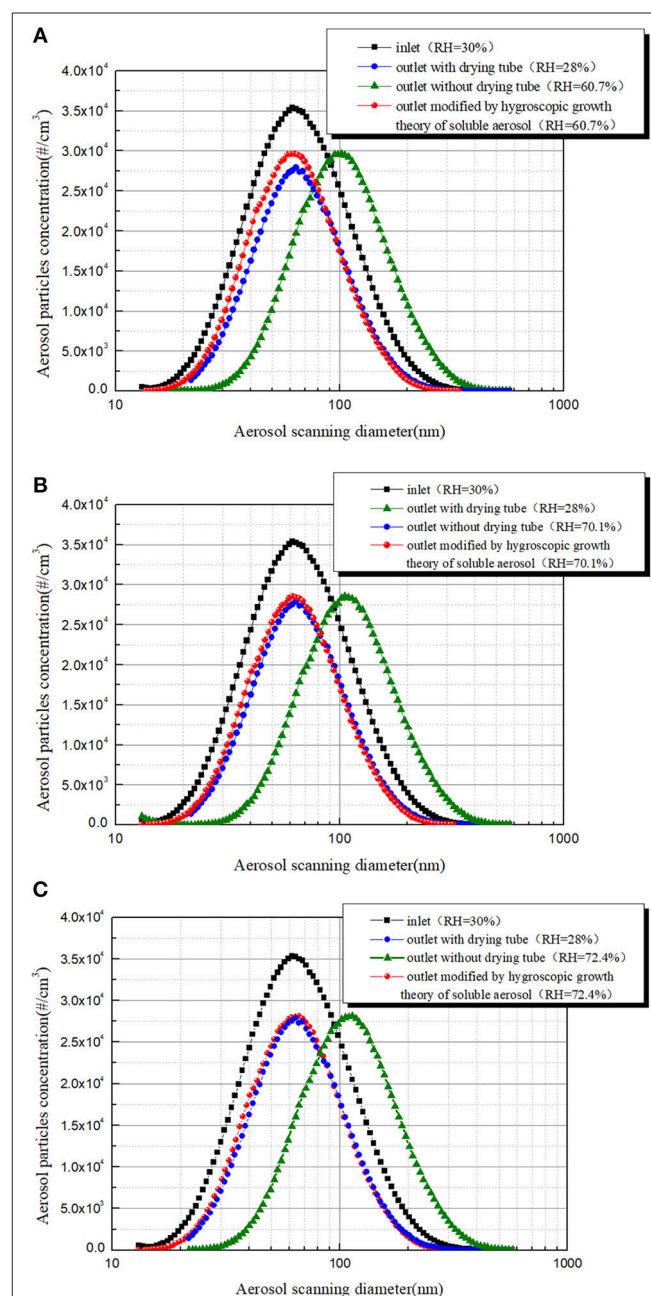 A
inlet（RH=30%）
outlet with drying tube（RH=28%）
outlet without drying tube（RH=60.7%）
outlet modified by hygroscopic growth
theory of soluble aerosol（RH=60.7%）
4.0x10⁴
3.5x10⁴
3.0x10⁴
2.5x10⁴
2.0x10⁴
1.5x10⁴
1.0x10⁴
5.0x10³
0.0
Aerosol particles concentration(#/cm³)
10
100
1000
Aerosol scanning diameter(nm)
B
inlet（RH=30%）
outlet with drying tube（RH=28%）
outlet without drying tube（RH=70.1%）
outlet modified by hygroscopic growth
theory of soluble aerosol（RH=70.1%）
4.0x10⁴
3.5x10⁴
3.0x10⁴
2.5x10⁴
2.0x10⁴
1.5x10⁴
1.0x10⁴
5.0x10³
0.0
Aerosol particles concentration(#/cm³)
10
100
1000
Aerosol scanning diameter(nm)
C
inlet（RH=30%）
outlet with drying tube（RH=28%）
outlet without drying tube（RH=72.4%）
outlet modified by hygroscopic growth
theory of soluble aerosol（RH=72.4%）
4.0x10⁴
3.5x10⁴
3.0x10⁴
2.5x10⁴
2.0x10⁴
1.5x10⁴
1.0x10⁴
5.0x10³
0.0
Aerosol particles concentration(#/cm³)
10
100
1000
Aerosol scanning diameter(nm)